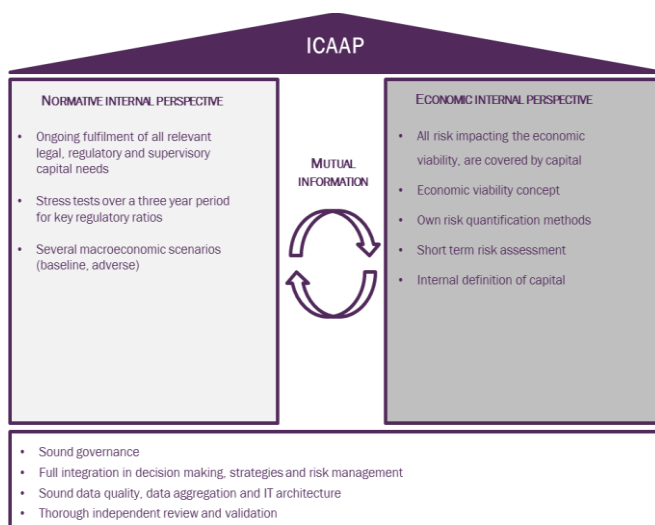 ICAAP
NORMATIVE INTERNAL PERSPECTIVE
• Ongoing fulfilment of all relevant
legal, regulatory and supervisory
capital needs
• Stress tests over a three year period
for key regulatory ratios
• Several macroeconomic scenarios
(baseline, adverse)
MUTUAL
INFORMATION
ECONOMIC INTERNAL PERSPECTIVE
• All risk impacting the economic
viability, are covered by capital
• Economic viability concept
• Own risk quantification methods
• Short term risk assessment
• Internal definition of capital
• Sound governance
• Full integration in decision making, strategies and risk management
• Sound data quality, data aggregation and IT architecture
• Thorough independent review and validation